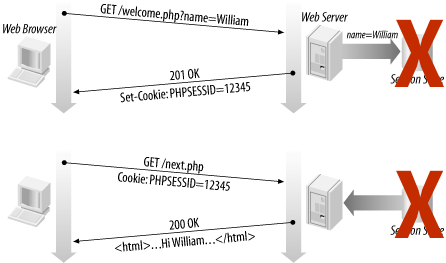 GET /welcome.php?name=William
Web Browser
Web Server
name=William
201 OK
Set-Cookie: PHPSESSID=12345
GET /next.php
Cookie: PHPSESSID=12345
200 OK
<html>...Hi William...</html>